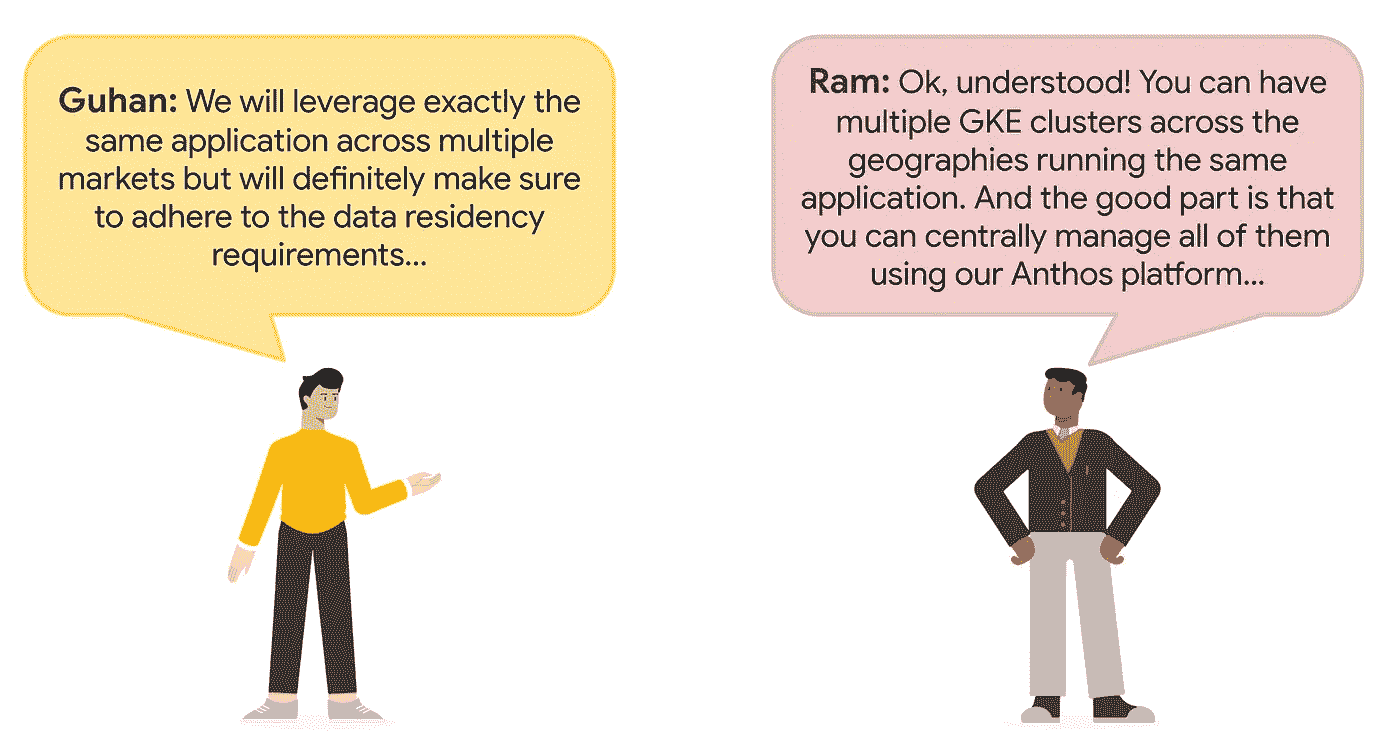 Guhan: We will leverage exactly the
same application across multiple
markets but will definitely make sure
to adhere to the data residency
requirements...
Ram: Ok, understood! You can have
multiple GKE clusters across the
geographies running the same
application. And the good part is that
you can centrally manage all of them
using our Anthos platform...